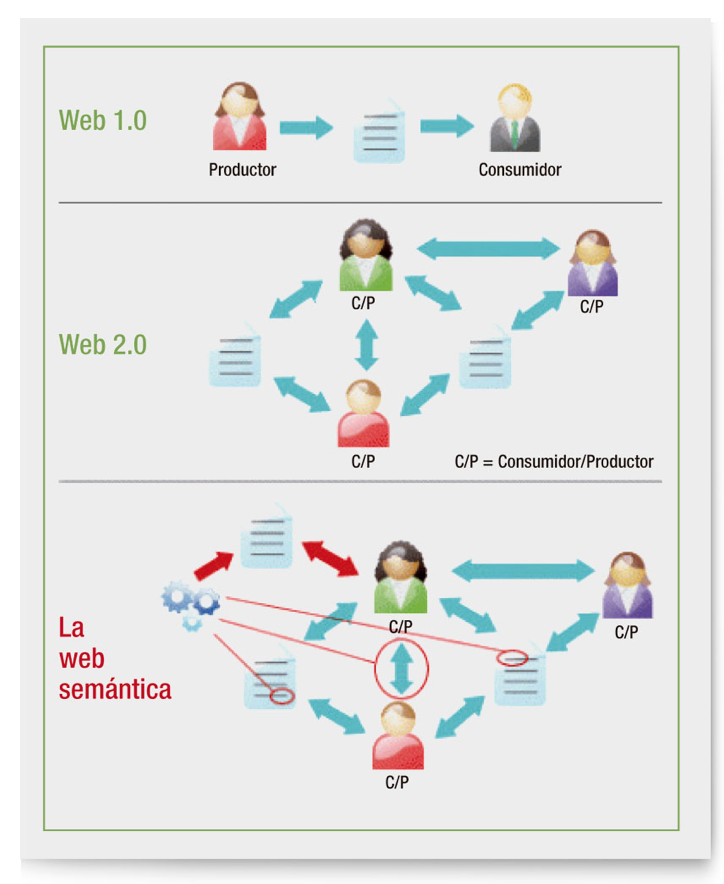 Web 1.0
Productor
Consumidor
C/P
C/P
Web 2.0
C/P
C/P = Consumidor/Productor
C/P
C/P
La
web
semántica
C/P